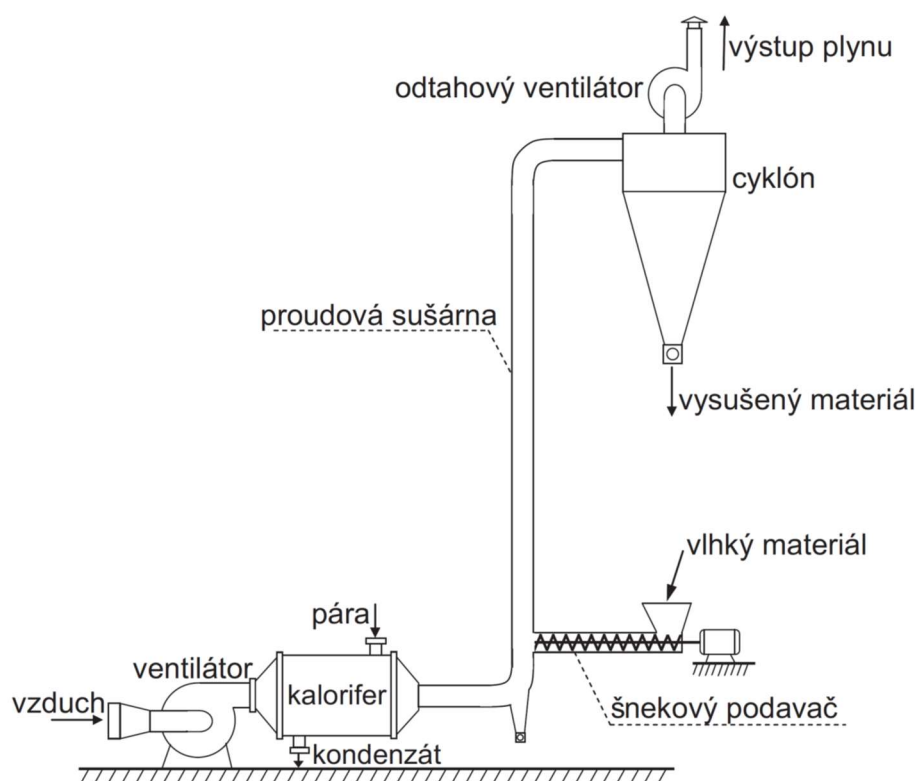 výstup plynu
odtahový ventilátor
cyklón
proudová sušárna
vysušený materiál
vlhký materiál
pára
ventilátor
kalorifer
vzduch
šnekový podavač
kondenzát